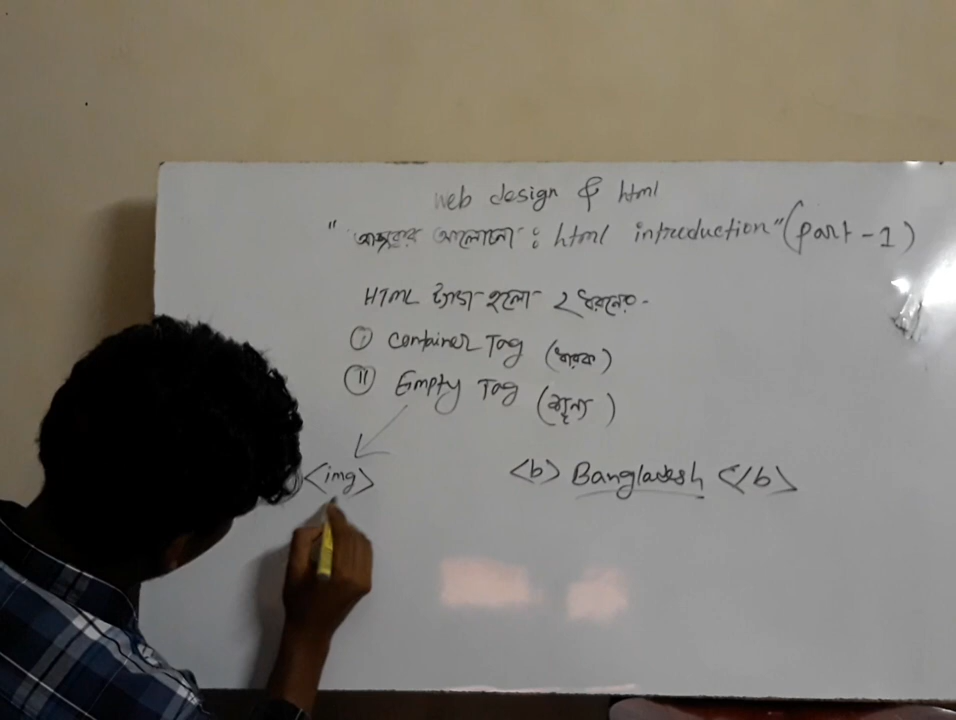 web design & html
" আজকের আলোচনা : html introduction" (part - 1)
HTML ট্যাগ হলো ২ ধরনের -
(i) Container Tag (ধারক)
(ii) Empty Tag (শূন্য)
<img> <b> Bangladesh </b>